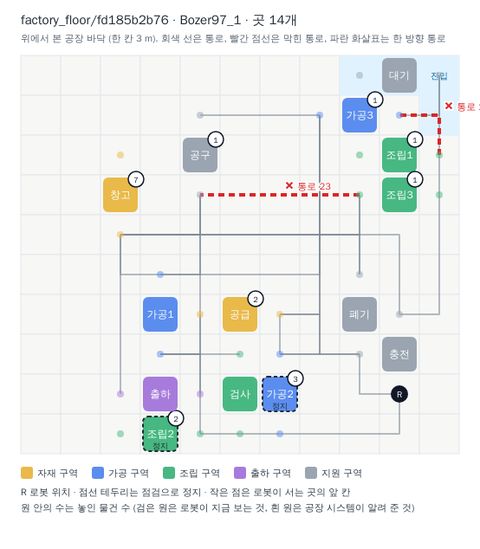 factory_floor/fd185b2b76 · Bozer97_1 · 곳 14개
위에서 본 공장 바닥 (한 칸 3 m). 회색 선은 통로, 빨간 점선은 막힌 통로, 파란 화살표는 한 방향 통로
대기
전립
가공3
1
✖ 통로
공구
1
조립1
1
창고
7
✖ 통로 23
조립3
1
가공1
공급
2
폐기
충전
출하
검사
가공2
3
정지
R
조립2
2
정지
자재 구역
가공 구역
조립 구역
출하 구역
지원 구역
R 로봇 위치 · 점선 테두리는 점검으로 정지 · 작은 점은 로봇이 서는 곳의 앞 칸
원 안의 수는 놓인 물건 수 (검은 원은 로봇이 지금 보는 것, 흰 원은 공장 시스템이 알려 준 것)